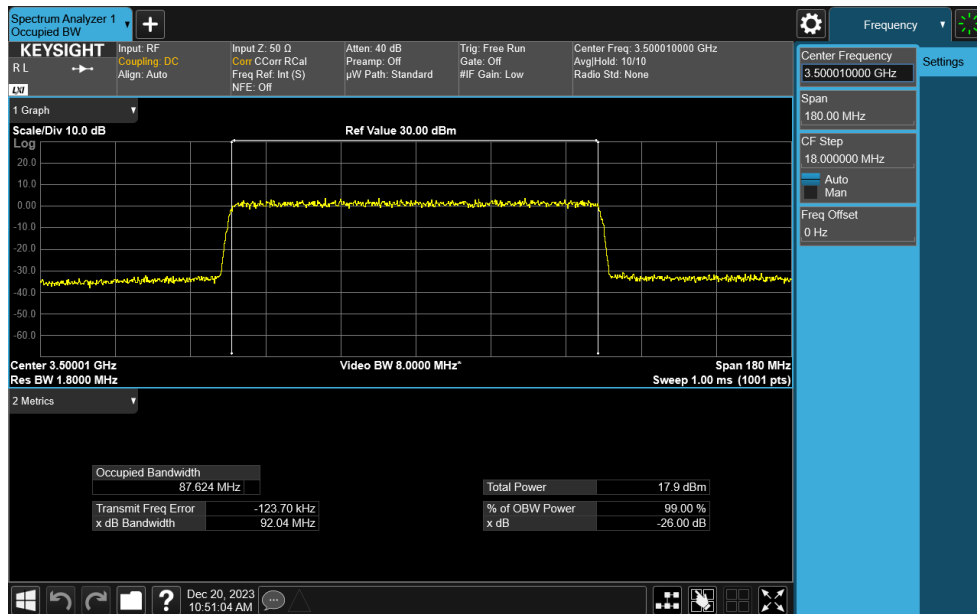 Spectrum Analyzer 1
Occupied BW
Frequency
KEYSIGHT
R L
LXI
Input: RF
Coupling: DC
Align: Auto
Input Z: 50 Ω
Corr CCorr RCal
Freq Ref: Int (S)
NFE: Off
Atten: 40 dB
Preamp: Off
µW Path: Standard
Trig: Free Run
Gate: Off
#IF Gain: Low
Center Freq: 3.500010000 GHz
Avg|Hold: 10/10
Radio Std: None
Center Frequency
3.500010000 GHz
Settings
Span
180.00 MHz
CF Step
18.000000 MHz
Auto
Man
Freq Offset
0 Hz
1 Graph
Scale/Div 10.0 dB
Ref Value 30.00 dBm
Log
20.0
10.0
0.00
-10.0
-20.0
-30.0
-40.0
-50.0
-60.0
Center 3.50001 GHz
Video BW 8.0000 MHz*
Span 180 MHz
Res BW 1.8000 MHz
Sweep 1.00 ms (1001 pts)
2 Metrics
Occupied Bandwidth
87.624 MHz
Total Power 17.9 dBm
Transmit Freq Error -123.70 kHz
% of OBW Power 99.00 %
x dB Bandwidth 92.04 MHz
x dB -26.00 dB
?
Dec 20, 2023
10:51:04 AM